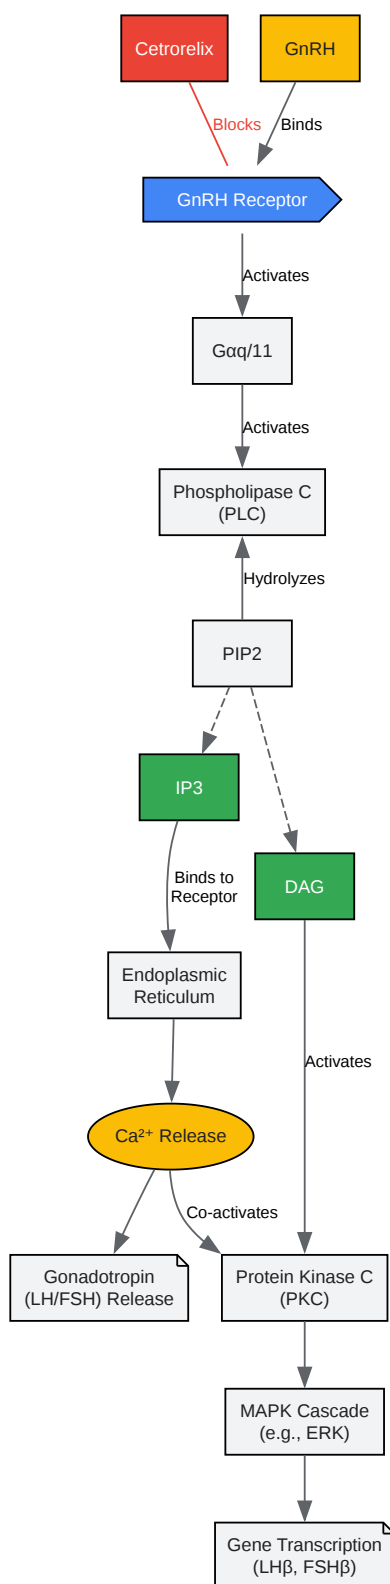 Cetrorelix
GnRH
Blocks
Binds
GnRH Receptor
Activates
Gαq/11
Activates
Phospholipase C
(PLC)
Hydrolyzes
PIP2
IP3
Binds to
Receptor
DAG
Endoplasmic
Reticulum
Activates
Ca²⁺ Release
Co-activates
Gonadotropin
(LH/FSH) Release
Protein Kinase C
(PKC)
MAPK Cascade
(e.g., ERK)
Gene Transcription
(LHβ, FSHβ)